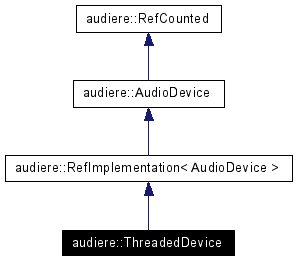 audiere::RefCounted
audiere::AudioDevice
audiere::RefImplementation< AudioDevice >
audiere::ThreadedDevice